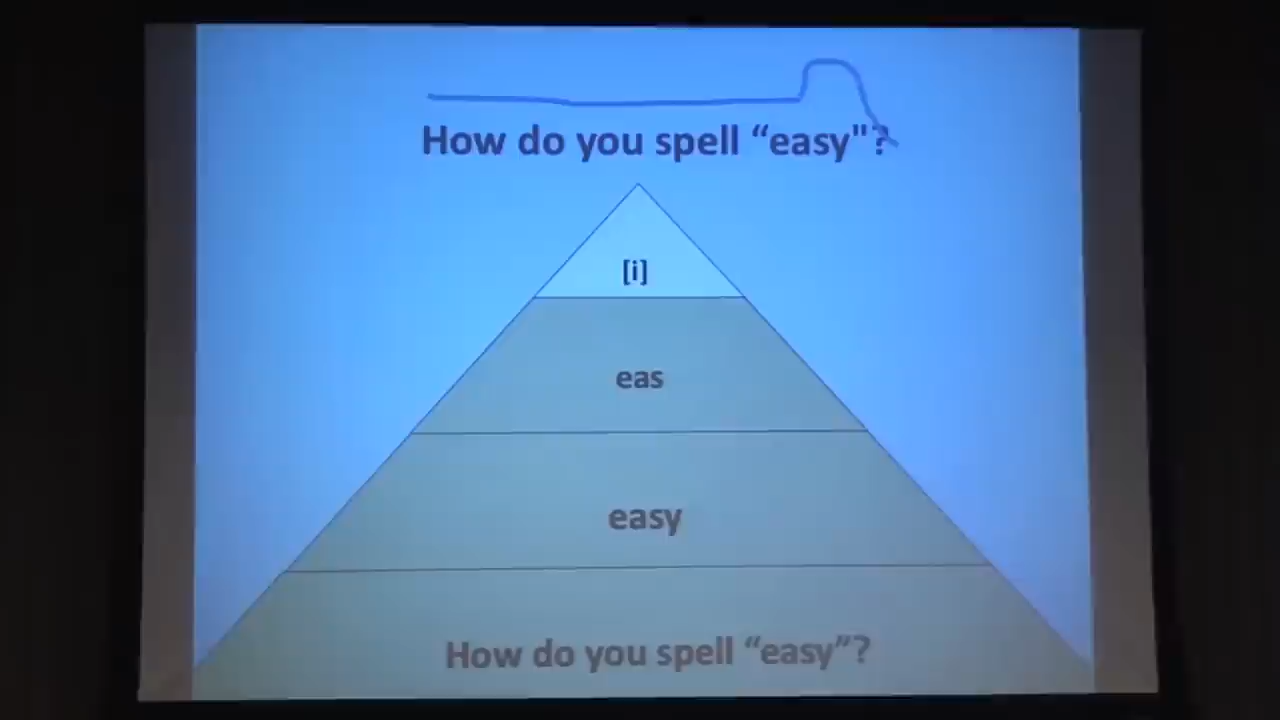 How do you spell “easy"?
[i]
eas
easy
How do you spell “easy”?